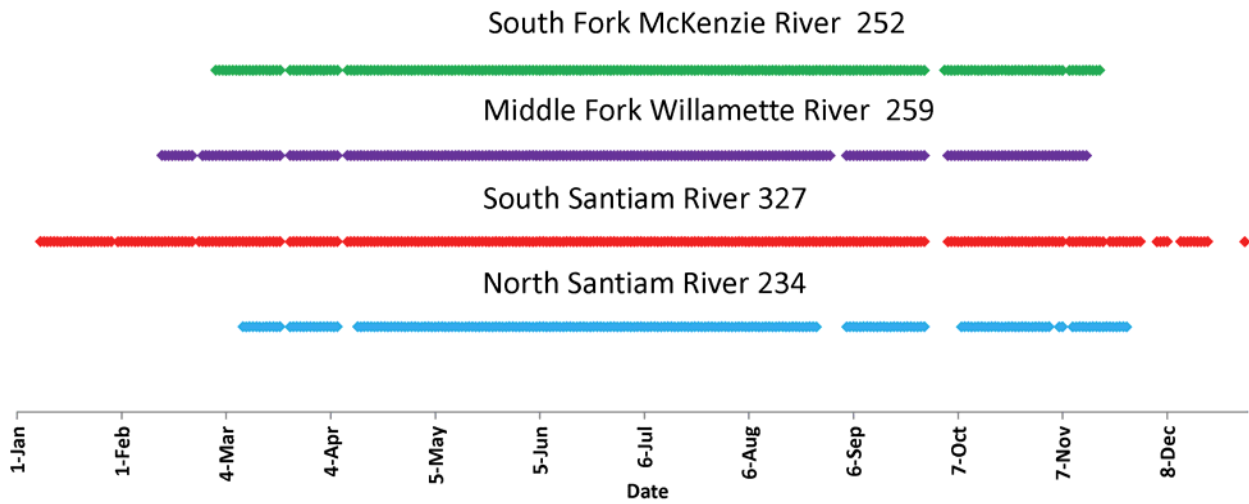 South Fork McKenzie River  252
Middle Fork Willamette River  259
South Santiam River 327
North Santiam River 234
1-Jan
1-Feb
4-Mar
4-Apr
5-May
5-Jun
6-Jul
6-Aug
6-Sep
7-Oct
7-Nov
8-Dec
Date